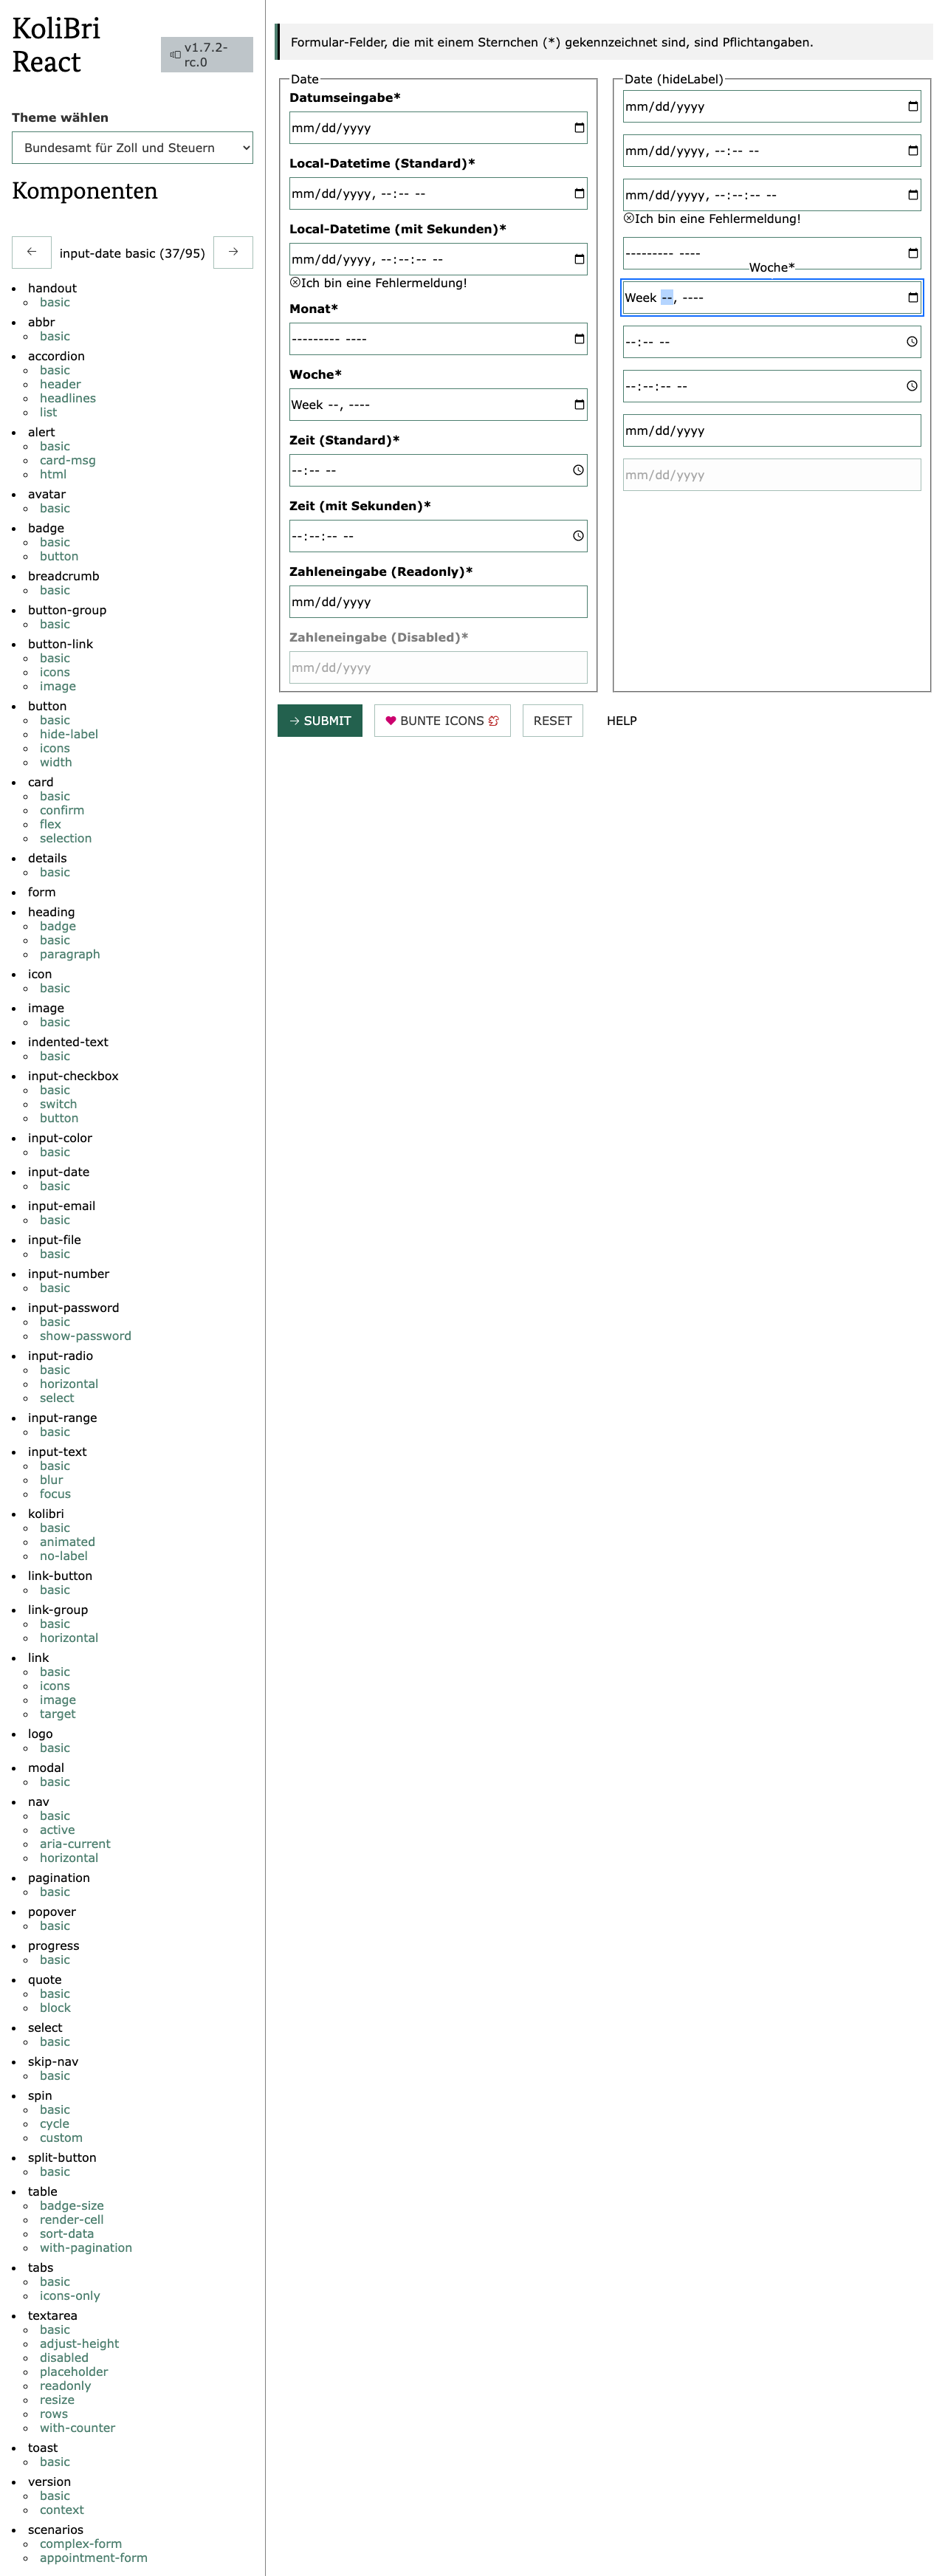 KoliBri
React
v1.7.2-
rc.0
Theme wählen
Bundesamt für Zoll und Steuern
Komponenten
← input-date basic (37/95) →
handout
basic
abbr
basic
accordion
basic
header
headlines
list
alert
basic
card-msg
html
avatar
basic
badge
basic
button
breadcrumb
basic
button-group
basic
button-link
basic
icons
image
button
basic
hide-label
icons
width
card
basic
confirm
flex
selection
details
basic
form
heading
badge
basic
paragraph
icon
basic
image
basic
indented-text
basic
input-checkbox
basic
switch
button
input-color
basic
input-date
basic
input-email
basic
input-file
basic
input-number
basic
input-password
basic
show-password
input-radio
basic
horizontal
select
input-range
basic
input-text
basic
blur
focus
kolibri
basic
animated
no-label
link-button
basic
link-group
basic
horizontal
link
basic
icons
image
target
logo
basic
modal
basic
nav
basic
active
aria-current
horizontal
pagination
basic
popover
basic
progress
basic
quote
basic
block
select
basic
skip-nav
basic
spin
basic
cycle
custom
split-button
basic
table
badge-size
render-cell
sort-data
with-pagination
tabs
basic
icons-only
textarea
basic
adjust-height
disabled
placeholder
readonly
resize
rows
with-counter
toast
basic
version
basic
context
scenarios
complex-form
appointment-form
Formular-Felder, die mit einem Sternchen (*) gekennzeichnet sind, sind Pflichtangaben.
Date
Datumseingabe*
mm/dd/yyyy
Local-Datetime (Standard)*
mm/dd/yyyy, --:-- --
Local-Datetime (mit Sekunden)*
mm/dd/yyyy, --:--:-- --
Ich bin eine Fehlermeldung!
Monat*
--------- ----
Woche*
Week --, ----
Zeit (Standard)*
--:-- --
Zeit (mit Sekunden)*
--:--:-- --
Zahleneingabe (Readonly)*
mm/dd/yyyy
Zahleneingabe (Disabled)*
mm/dd/yyyy
Date (hideLabel)
mm/dd/yyyy
mm/dd/yyyy, --:-- --
mm/dd/yyyy, --:--:-- --
Ich bin eine Fehlermeldung!
--------- ----
Woche*
Week --, ----
--:-- --
--:--:-- --
mm/dd/yyyy
mm/dd/yyyy
→ SUBMIT
BUNTE ICONS
RESET
HELP